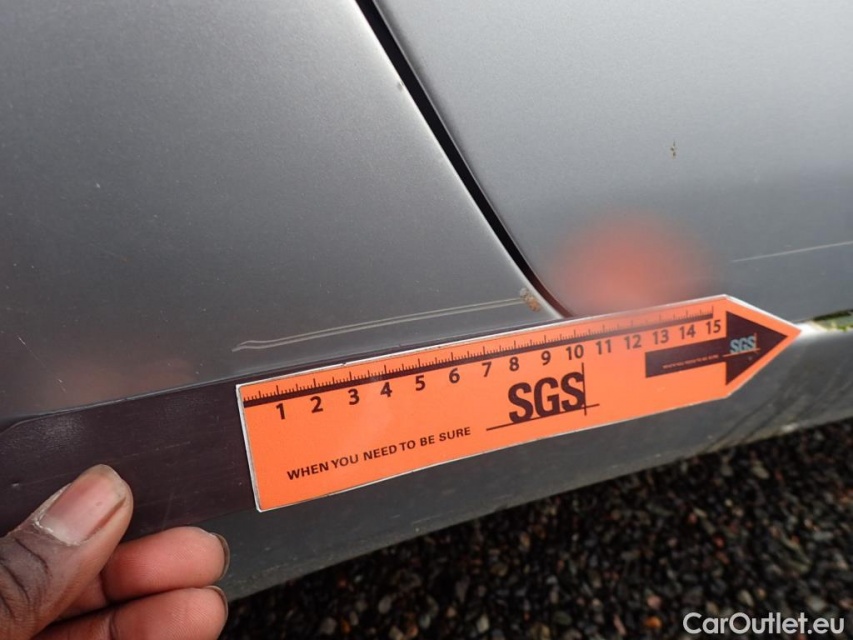 1 2 3 4 5 6 7 8 9 10 11 12 13 14 15
SGS
SGS
WHEN YOU NEED TO BE SURE
CarOutlet.eu